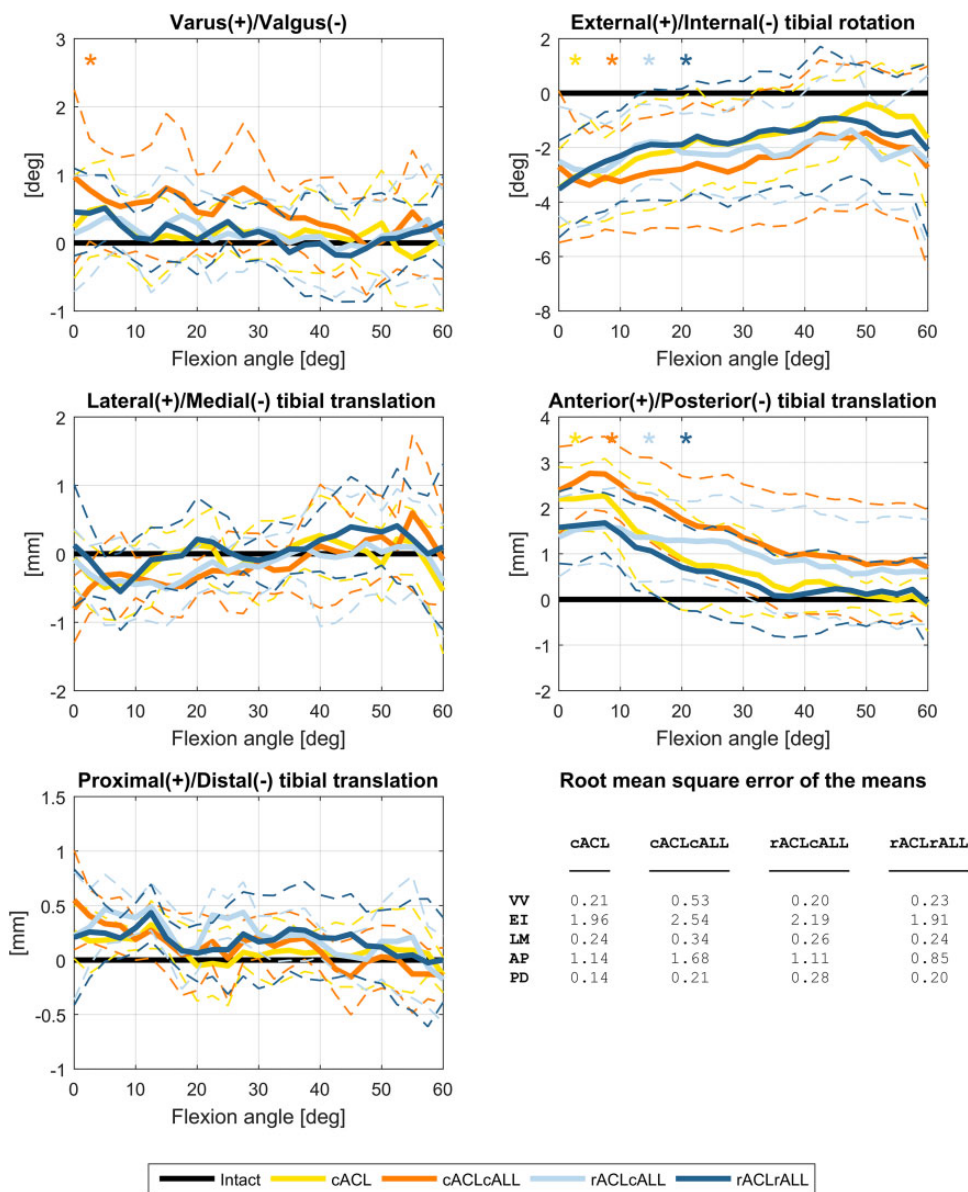 Varus(+)/Valgus(-)
3
2
1
0
-1
[deg]
*
0 10 20 30 40 50 60
Flexion angle [deg]
External(+)/Internal(-) tibial rotation
2
0
-2
-4
-6
-8
[deg]
* * * *
0 10 20 30 40 50 60
Flexion angle [deg]
Lateral(+)/Medial(-) tibial translation
2
1
0
-1
-2
[mm]
0 10 20 30 40 50 60
Flexion angle [deg]
Anterior(+)/Posterior(-) tibial translation
4
3
2
1
0
-1
-2
[mm]
* * * *
0 10 20 30 40 50 60
Flexion angle [deg]
Proximal(+)/Distal(-) tibial translation
1.5
1
0.5
0
-0.5
-1
[mm]
0 10 20 30 40 50 60
Flexion angle [deg]
Root mean square error of the means
cACL cACLcALL rACLcALL rACLrALL
VV 0.21 0.53 0.20 0.23
EI 1.96 2.54 2.19 1.91
LM 0.24 0.34 0.26 0.24
AP 1.14 1.68 1.11 0.85
PD 0.14 0.21 0.28 0.20
Intact cACL cACLcALL rACLcALL rACLrALL